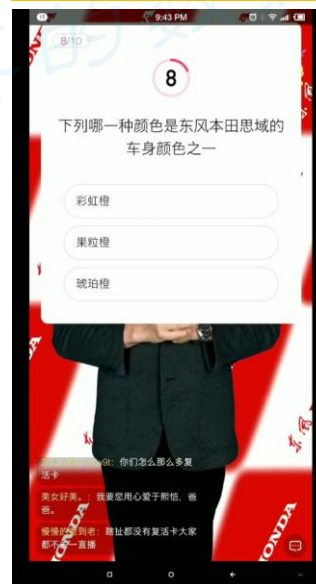 9:43 PM
8/10
8
下列哪一种颜色是东风本田思域的
车身颜色之一
彩虹橙
果粒橙
琥珀橙
HONDA
HONDA
HONDA
你们怎么那么多复
活卡
美女好美。：我要您用心爱于熙恺、爸
爸。
瞎扯都没有复活卡大家
一直播